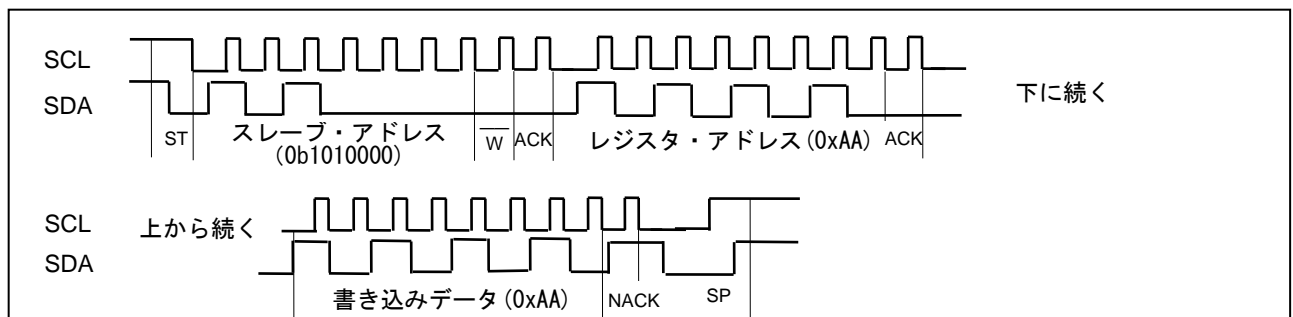 SCL
SDA
下に続く
ST
スレーブ・アドレス
(0b1010000)
W
ACK
レジスタ・アドレス(0xAA)
ACK
SCL
上から続く
SDA
書き込みデータ(0xAA)
NACK
SP